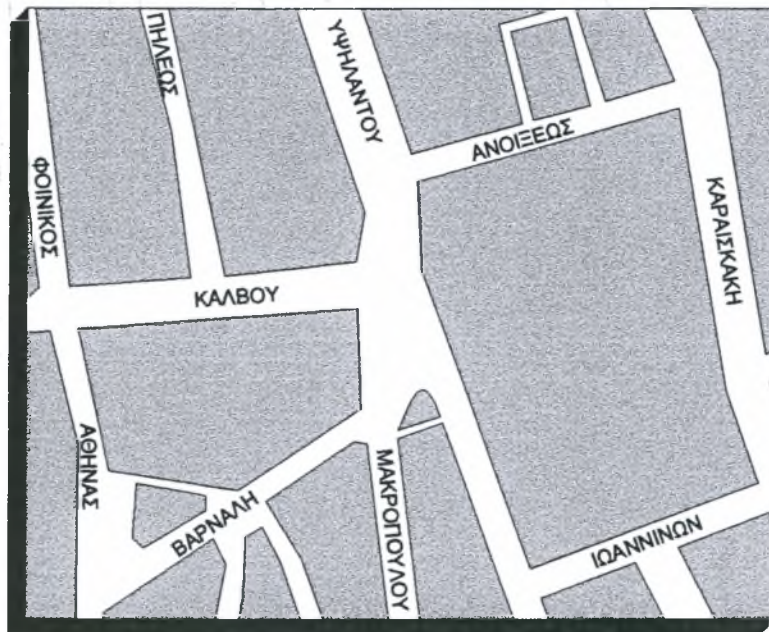 ΠΗΛΕΩΣ
ΥΨΗΛΑΝΤΟΥ
ΑΝΟΙΞΕΩΣ
ΦΟΙΝΙΚΟΣ
ΚΑΡΑΙΣΚΑΚΗ
ΚΑΛΒΟΥ
ΑΘΗΝΑΣ
ΒΑΡΝΑΛΗ
ΜΑΚΡΟΠΟΥΛΟΥ
ΙΩΑΝΝΙΝΩΝ